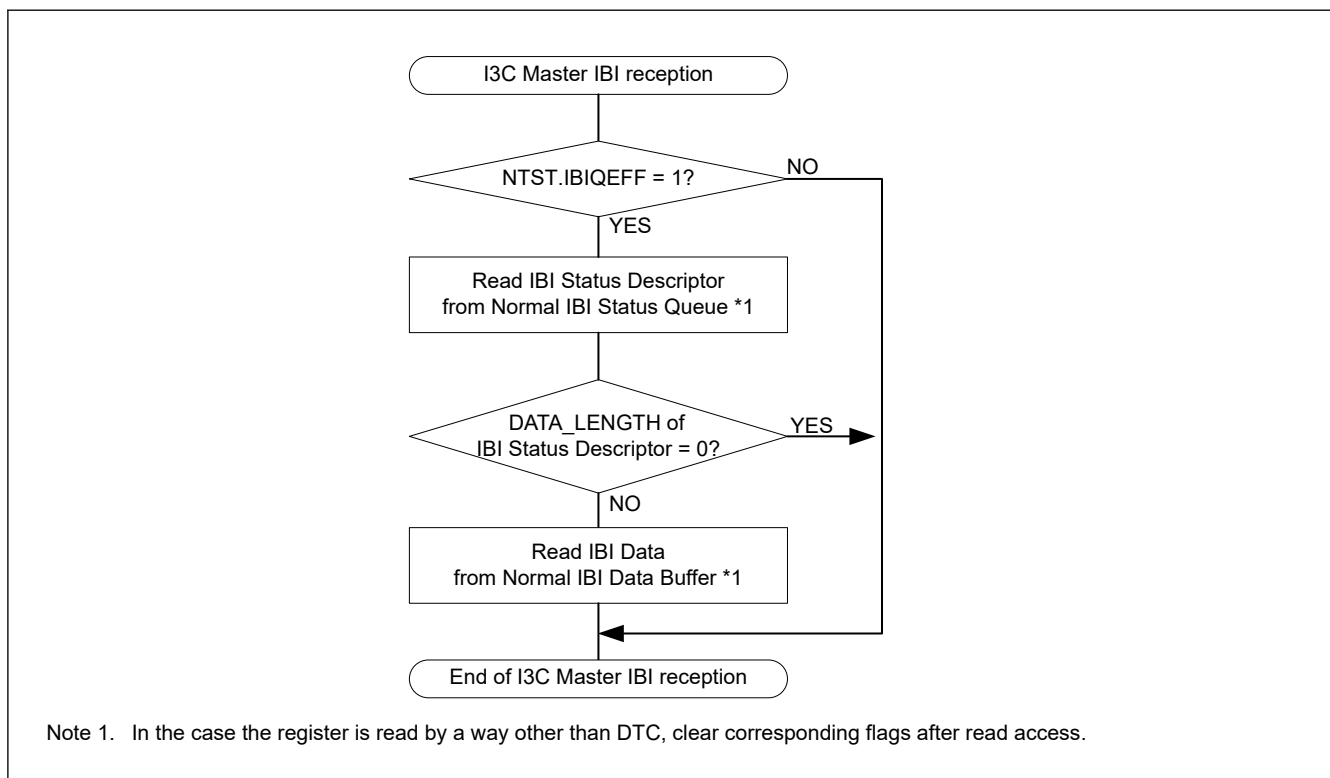 I3C Master IBI reception
NTST.IBIQEFF = 1?
NO
YES
Read IBI Status Descriptor
from Normal IBI Status Queue *1
DATA_LENGTH of
IBI Status Descriptor = 0?
YES
NO
Read IBI Data
from Normal IBI Data Buffer *1
End of I3C Master IBI reception
Note 1. In the case the register is read by a way other than DTC, clear corresponding flags after read access.